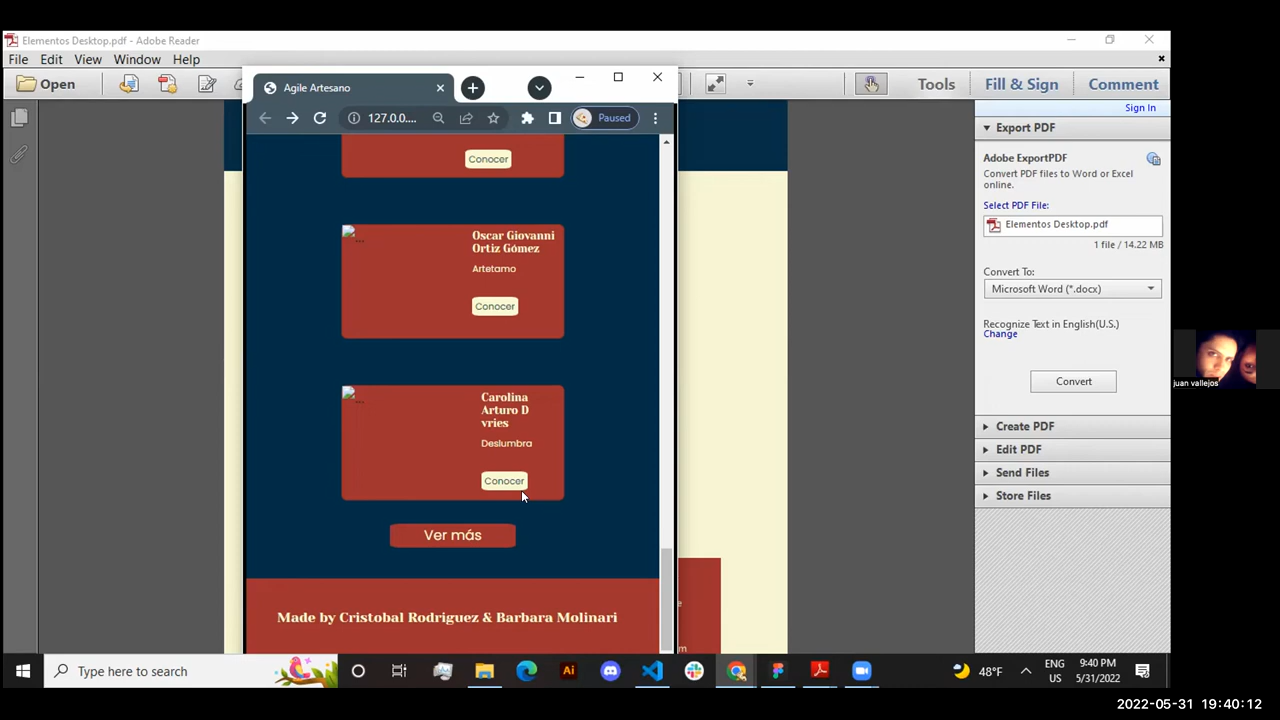 Elementos Desktop.pdf - Adobe Reader
File Edit View Window Help
Open
Tools Fill & Sign Comment
Agile Artesano
127.0.0....
Paused
Sign In
Export PDF
Adobe ExportPDF
Convert PDF files to Word or Excel
online.
Select PDF File:
Elementos Desktop.pdf
1 file / 14.22 MB
Convert To:
Microsoft Word (*.docx)
Recognize Text in English(U.S.)
Change
Convert
Create PDF
Edit PDF
Send Files
Store Files
Conocer
...
Oscar Giovanni
Ortiz Gómez
Artetamo
Conocer
...
Carolina
Arturo D
vries
Deslumbra
Conocer
Ver más
Made by Cristobal Rodriguez & Barbara Molinari
e
m
juan vallejos
Type here to search
Ai
48°F
ENG
US
9:40 PM
5/31/2022
2022-05-31 19:40:12